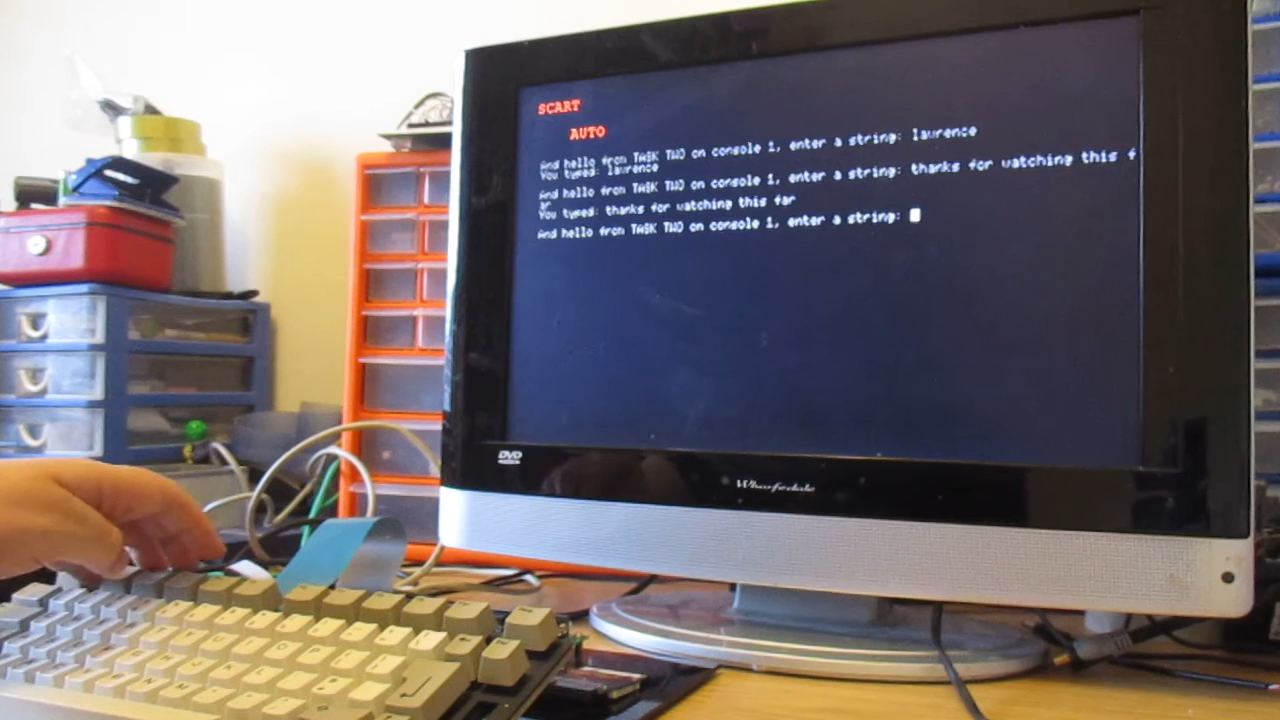 SCART
AUTO
And hello from TASK TWO on console 1, enter a string: laurence
You typed: laurence
And hello from TASK TWO on console 1, enter a string: thanks for watching this f
ar
You typed: thanks for watching this far
And hello from TASK TWO on console 1, enter a string:
DVD
Wharfedale